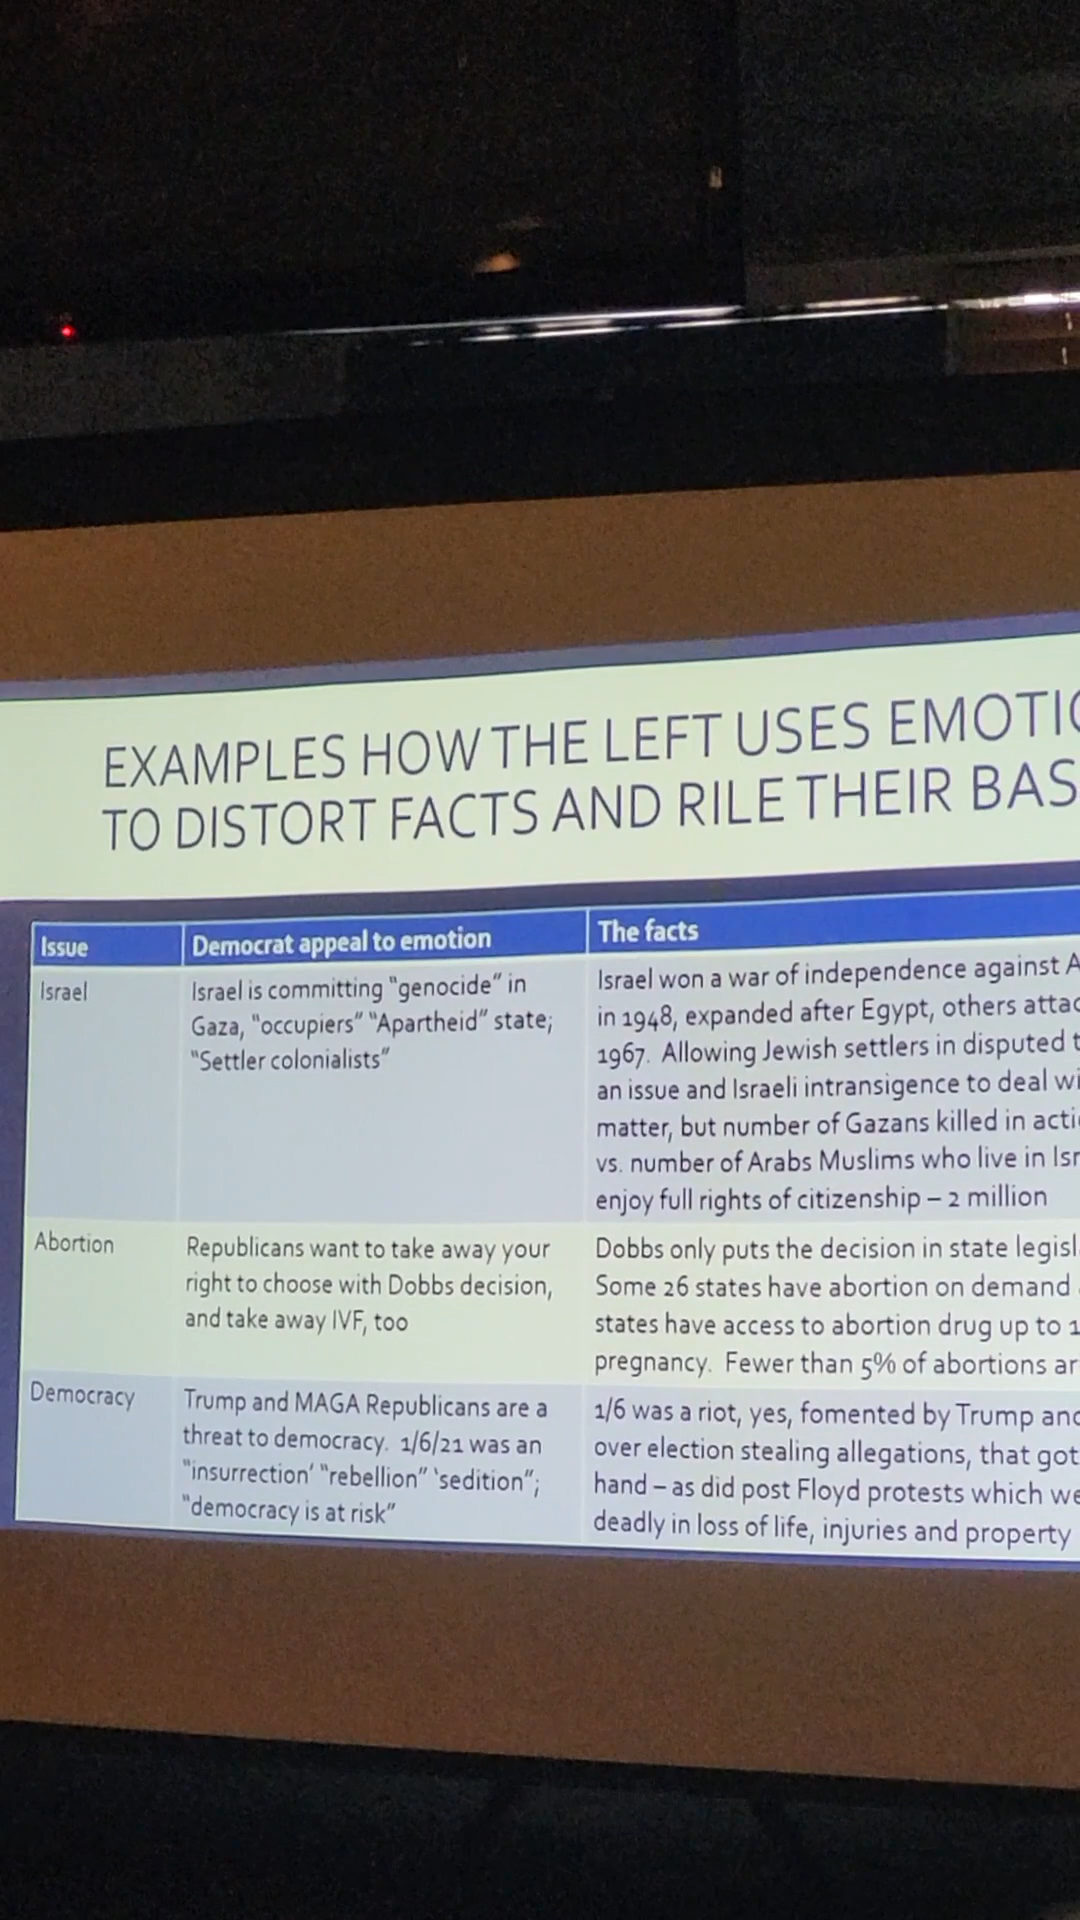 EXAMPLES HOW THE LEFT USES
TO DISTORT FACTS AND RILE THEIR
Issue
Democrat appeal to emotion
The facts
Israel
Israel is committing "genocide" in
Gaza, "occupiers" "Apartheid" state;
"Settler colonialists"
Israel won a war of independence against
in 1948, expanded after Egypt, others
1967. Allowing Jewish settlers in disputed
an issue and Israeli intransigence to deal
matter, but number of Gazans killed in
vs. number of Arabs Muslims who live in
enjoy full rights of citizenship – 2 million
Abortion
Republicans want to take away your
right to choose with Dobbs decision,
and take away IVF, too
Dobbs only puts the decision in state
Some 26 states have abortion on demand
states have access to abortion drug up to
pregnancy. Fewer than 5% of abortions
Democracy
Trump and MAGA Republicans are a
threat to democracy. 1/6/21 was an
"insurrection' "rebellion" 'sedition";
"democracy is at risk"
1/6 was a riot, yes, fomented by Trump
over election stealing allegations, that got
hand – as did post Floyd protests which
deadly in loss of life, injuries and property